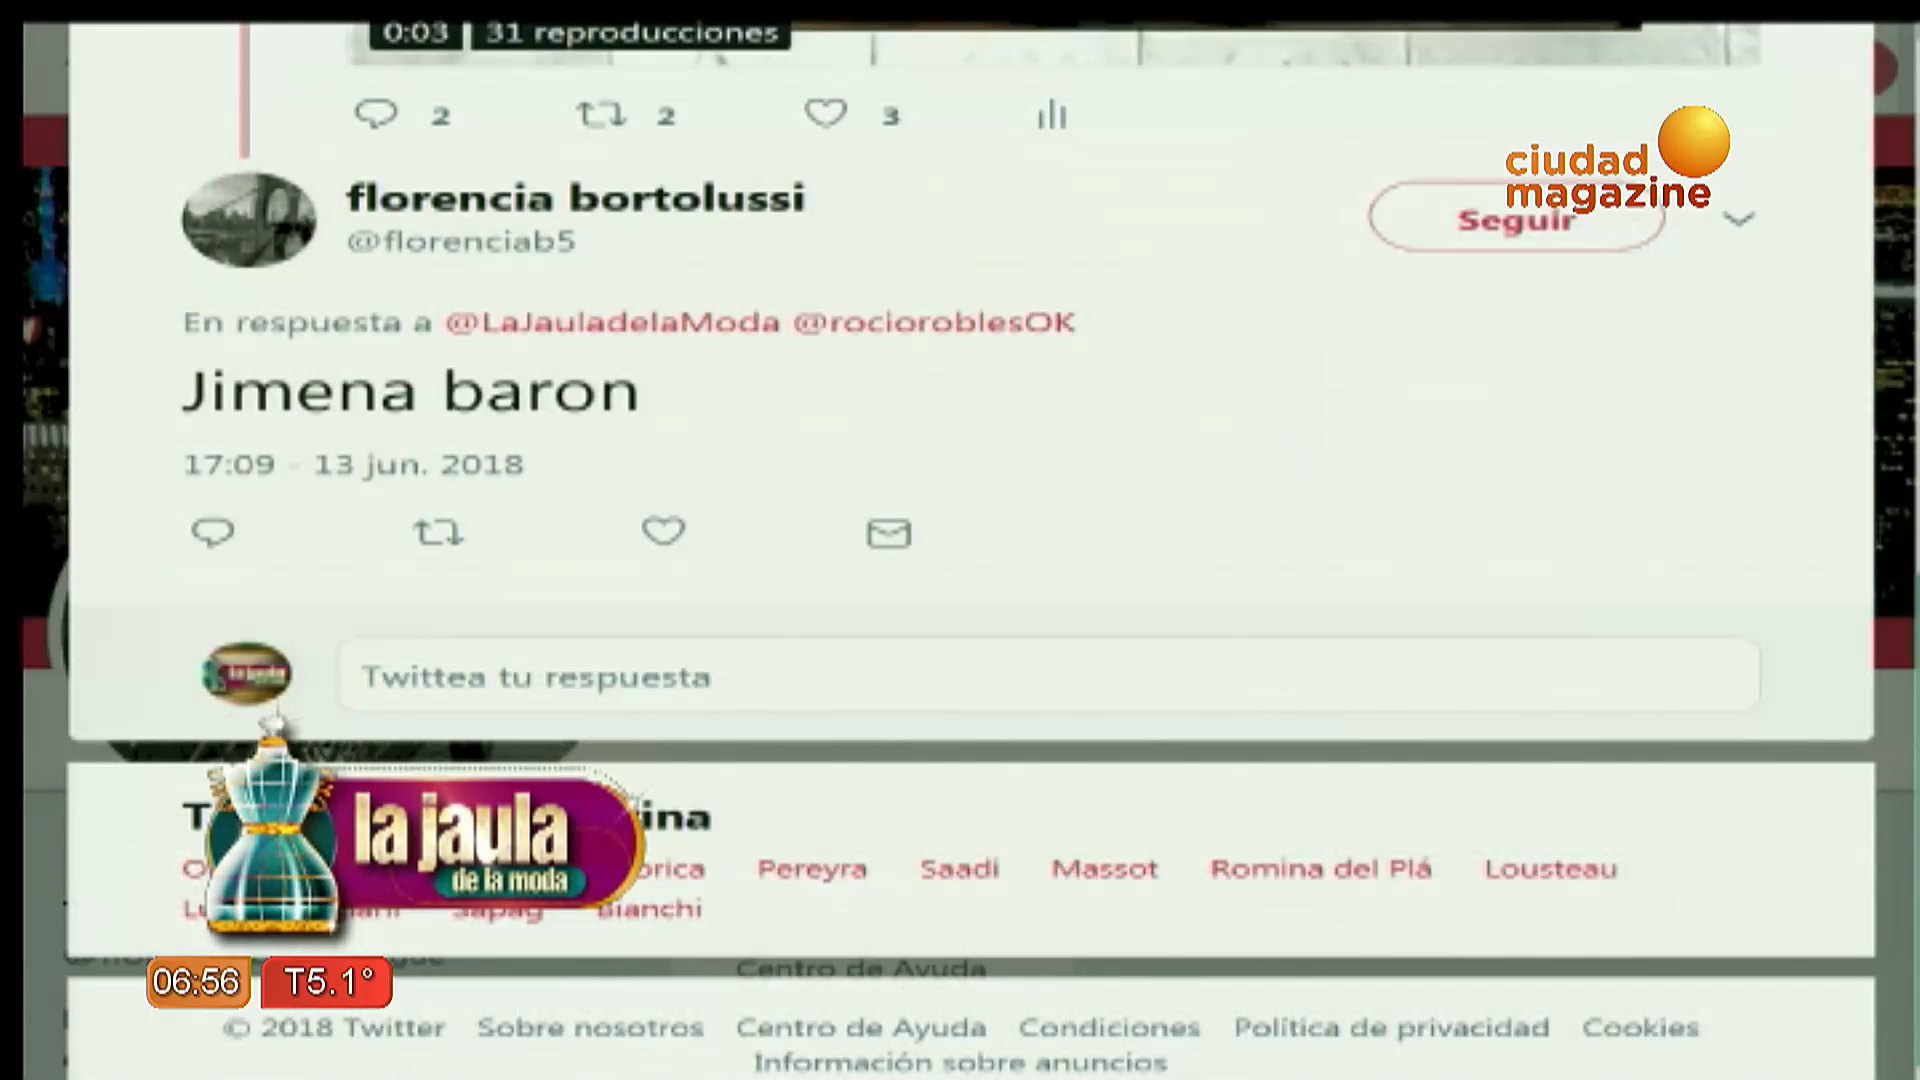 0:03 31 reproducciones
2 2 3
ciudad
magazine
florencia bortolussi
@florenciab5
Seguir
En respuesta a @LaJauladelaModa @rocioroblesOK
Jimena baron
17:09 - 13 jun. 2018
la jaula
Twittea tu respuesta
la jaula
de la moda
Pereyra Saadi Massot Romina del Plá Lousteau
Sapag Bianchi
06:56 T5.1°
Centro de Ayuda
© 2018 Twitter Sobre nosotros Centro de Ayuda Condiciones Política de privacidad Cookies
Información sobre anuncios